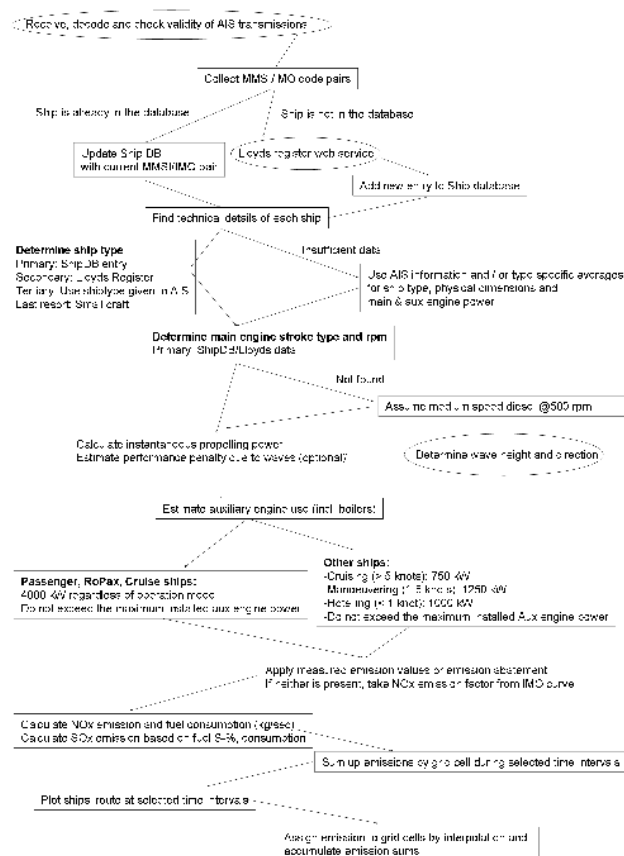 Receive, decode and check validity of AIS transmissions
Collect MMS / MO code pairs
Ship is already in the database
Ship is not in the database
Update Ship DB
with current MMSI/IMO pair
Lloyds register web service
Add new entry to Ship database
Find technical details of each ship
Determine ship type
Primary: ShipDB entry
Secondary: Lloyds Register
Tertiary: Use shiptype given in AIS
Last resort: Small craft
Insufficient data
Use AIS information and / or type specific averages
for ship type, physical dimensions and
main & aux engine power
Determine main engine stroke type and rpm
Primary: ShipDB/Lloyds data
Not found
Assume medium speed diesel @500 rpm
Calculate instantaneous propelling power
Estimate performance penalty due to waves (optional)
Determine wave height and direction
Estimate auxiliary engine use (incl. boilers)
Passenger, RoPax, Cruise ships:
4000 kW regardless of operation mode
Do not exceed the maximum installed aux engine power
Other ships:
-Cruising (> 5 knots): 750 kW
-Manoeuvering (1-5 knots): 1250 kW
-Hotelling (< 1 knot): 1000 kW
-Do not exceed the maximum installed Aux engine power
Apply measured emission values or emission abatement
If neither is present, take NOx emission factor from IMO curve
Calculate NOx emission and fuel consumption (kg/sec)
Calculate SOx emission based on fuel S-%, consumption
Sum up emissions by grid cell during selected time intervals
Plot ships route at selected time intervals
Assign emission to grid cells by interpolation and
accumulate emission sums